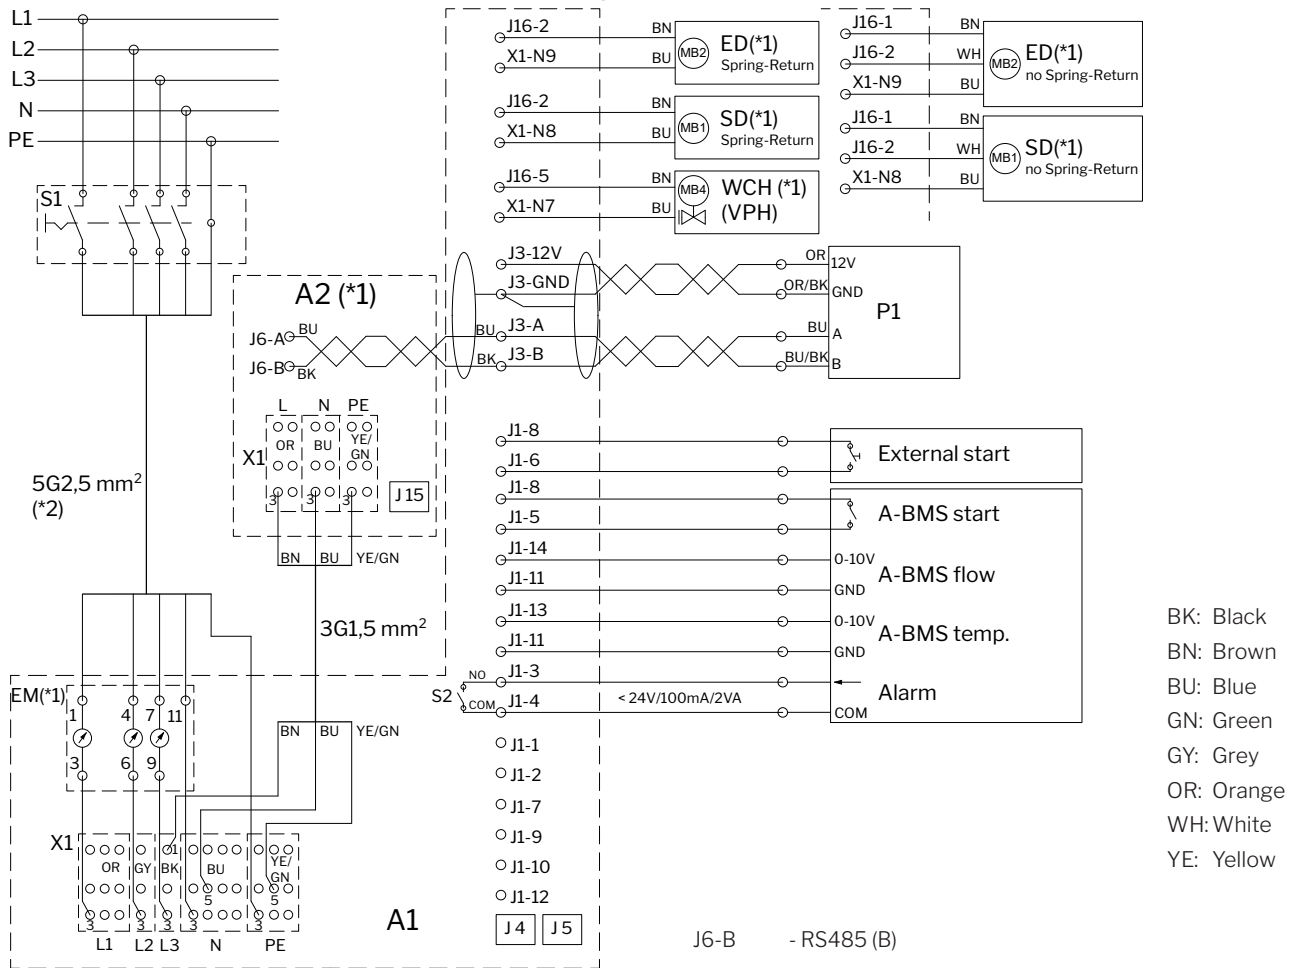 L1
L2
L3
N
PE
S1
J16-2 BN
X1-N9 BU
MB2 ED(*1)
Spring-Return
J16-2 BN
X1-N8 BU
MB1 SD(*1)
Spring-Return
J16-5 BN
X1-N7 BU
MB4 WCH (*1)
(VPH)
J16-1 BN
J16-2 WH
X1-N9 BU
MB2 ED(*1)
no Spring-Return
J16-1 BN
J16-2 WH
X1-N8 BU
MB1 SD(*1)
no Spring-Return
J3-12V OR 12V
J3-GND OR/BK GND
BU J3-A BU A
BK J3-B BU/BK B
P1
A2 (*1)
J6-A BU
J6-B BK
L N PE
X1 OR BU YE/
GN
3 3 3
J 15
BN BU YE/GN
5G2,5 mm²
(*2)
3G1,5 mm²
J1-8
J1-6
External start
J1-8
J1-5
A-BMS start
J1-14 0-10V
J1-11 GND
A-BMS flow
J1-13 0-10V
J1-11 GND
A-BMS temp.
S2 NO J1-3
COM J1-4 < 24V/100mA/2VA COM
Alarm
J1-1
J1-2
J1-7
J1-9
J1-10
J1-12
J 4 J 5
EM(*1)
1 4 7 11
3 6 9
BN BU YE/GN
X1 1
OR GY BK BU YE/
GN
5 5
3 3 3 3 3
L1 L2 L3 N PE
A1
J6-B - RS485 (B)
BK: Black
BN: Brown
BU: Blue
GN: Green
GY: Grey
OR: Orange
WH: White
YE: Yellow